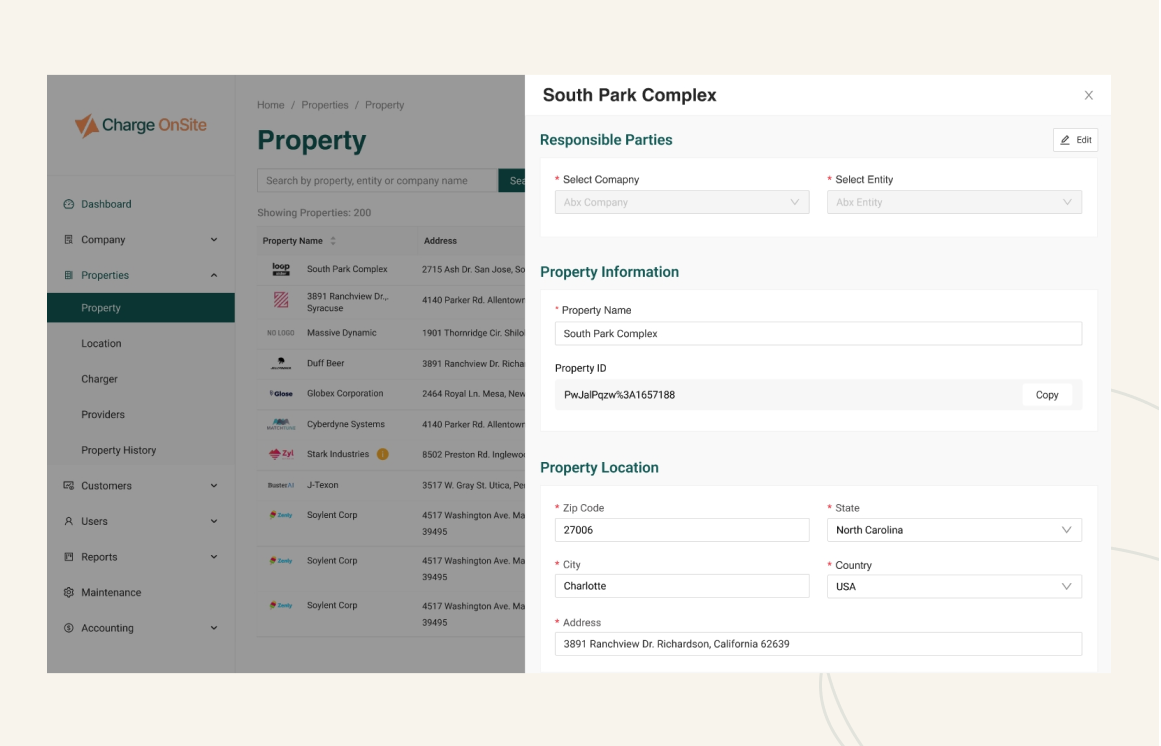 Charge OnSite
Dashboard
Company
Properties
Property
Location
Charger
Providers
Property History
Customers
Users
Reports
Maintenance
Accounting
Home / Properties / Property
Property
Search by property, entity or company name
Sea
Showing Properties: 200
Property Name Address
loop South Park Complex 2715 Ash Dr. San Jose, So
3891 Ranchview Dr.,. 4140 Parker Rd. Allentown
Syracuse
NO LOGO Massive Dynamic 1901 Thornridge Cir. Shilo
Duff Beer 3891 Ranchview Dr. Richa
Glose Globex Corporation 2464 Royal Ln. Mesa, New
Cyberdyne Systems 4140 Parker Rd. Allentown
Zyl Stark Industries 8502 Preston Rd. Inglewoo
BusterAI J-Texon 3517 W. Gray St. Utica, Pe
Zenly Soylent Corp 4517 Washington Ave. Ma
39495
Zenly Soylent Corp 4517 Washington Ave. Ma
39495
Zenly Soylent Corp 4517 Washington Ave. Ma
39495
South Park Complex
Responsible Parties
Edit
* Select Comapny * Select Entity
Abx Company Abx Entity
Property Information
* Property Name
South Park Complex
Property ID
PwJalPqzw%3A1657188 Copy
Property Location
* Zip Code * State
27006 North Carolina
* City * Country
Charlotte USA
* Address
3891 Ranchview Dr. Richardson, California 62639